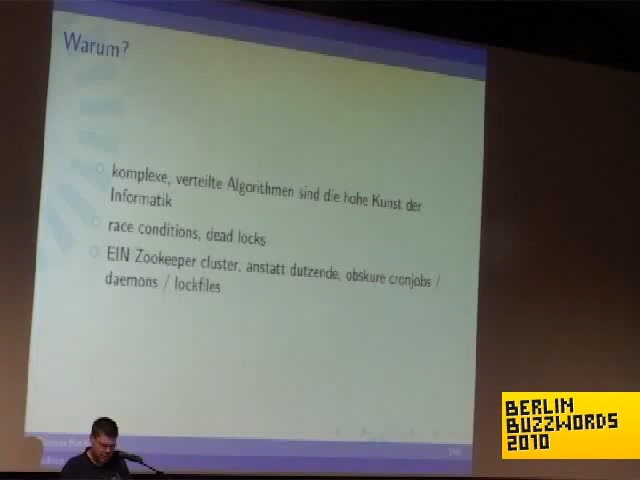 Warum?
komplexe, verteilte Algorithmen sind die hohe Kunst der
Informatik
race conditions, dead locks
EIN Zookeeper cluster, anstatt dutzende, obskure cronjobs /
daemons / lockfiles
BERLIN
BUZZWORDS
2010